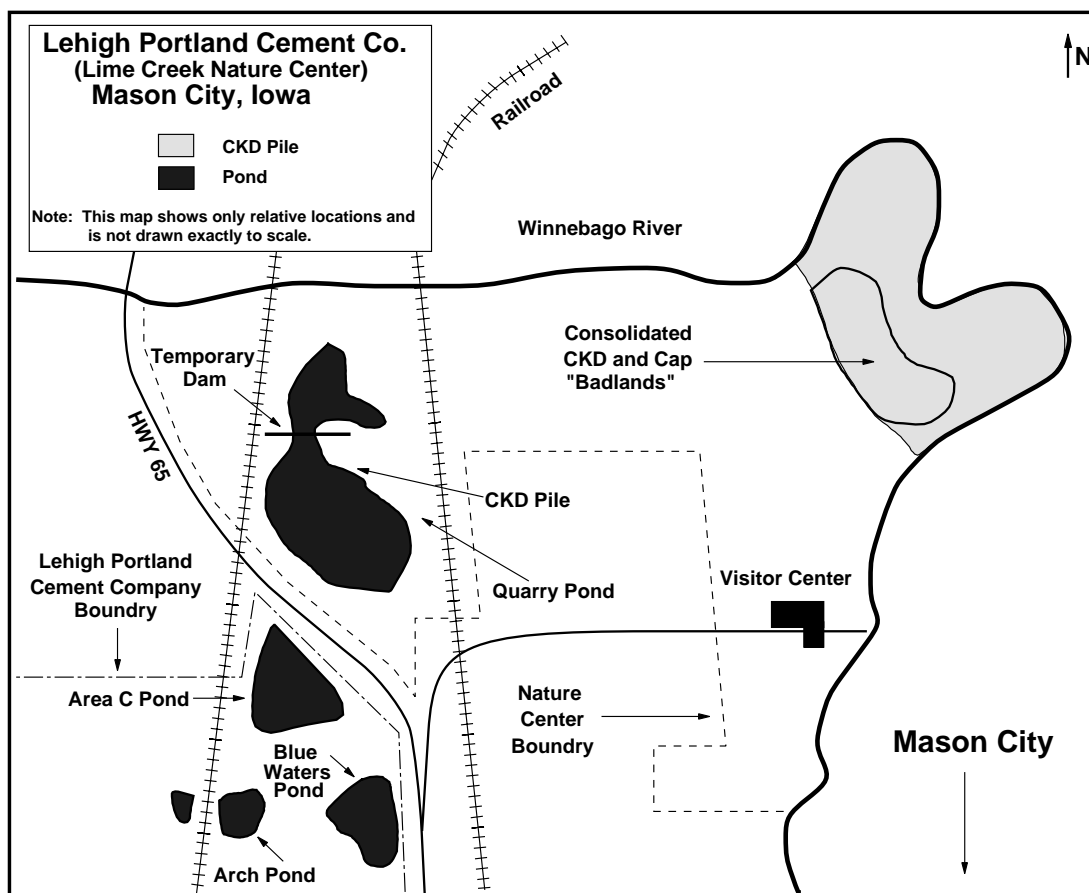 Lehigh Portland Cement Co.
(Lime Creek Nature Center)
Mason City, Iowa
CKD Pile
Pond
Note: This map shows only relative locations and
is not drawn exactly to scale.
N
Railroad
Winnebago River
Temporary
Dam
Consolidated
CKD and Cap
"Badlands"
HWY 65
CKD Pile
Quarry Pond
Lehigh Portland
Cement Company
Boundry
Visitor Center
Area C Pond
Nature
Center
Boundry
Mason City
Blue
Waters
Pond
Arch Pond